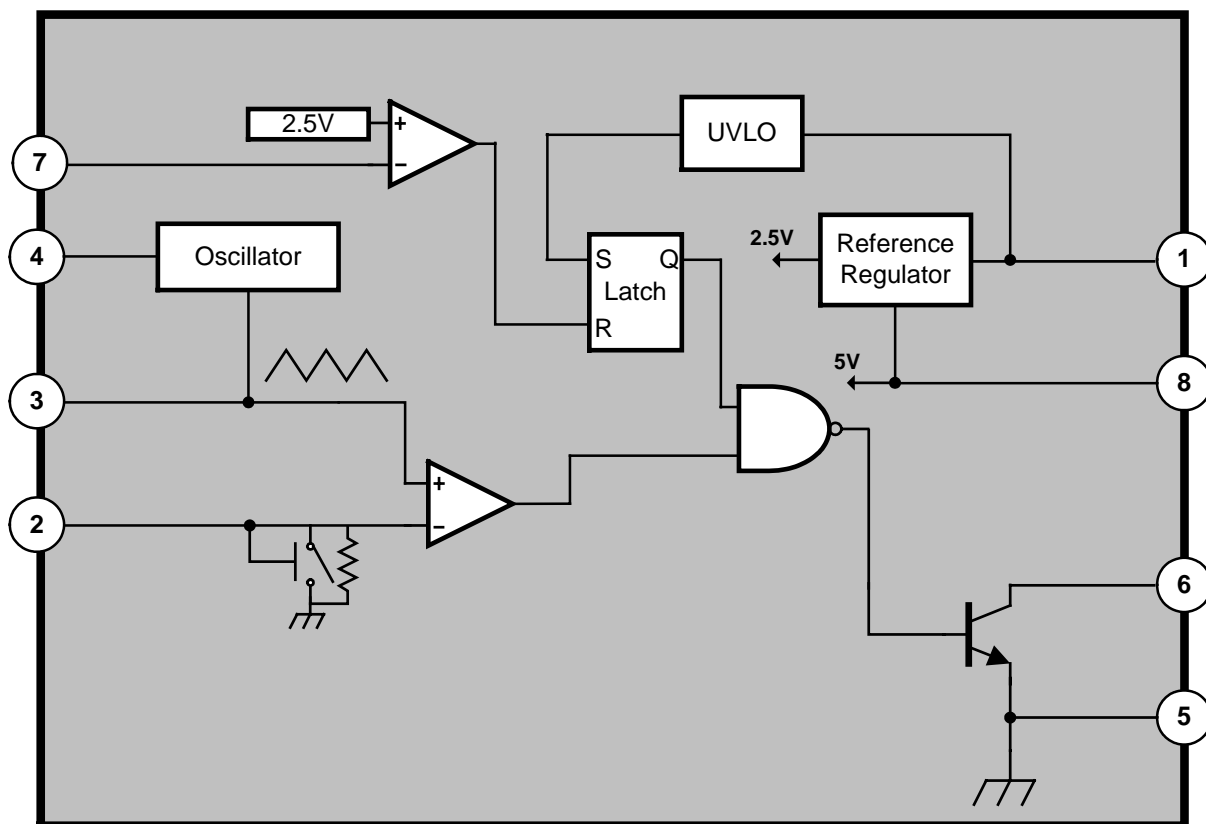 2.5V
+
−
UVLO
7
4
Oscillator
S Q
Latch
R
2.5V
Reference
Regulator
1
5V
8
3
+
−
2
6
5